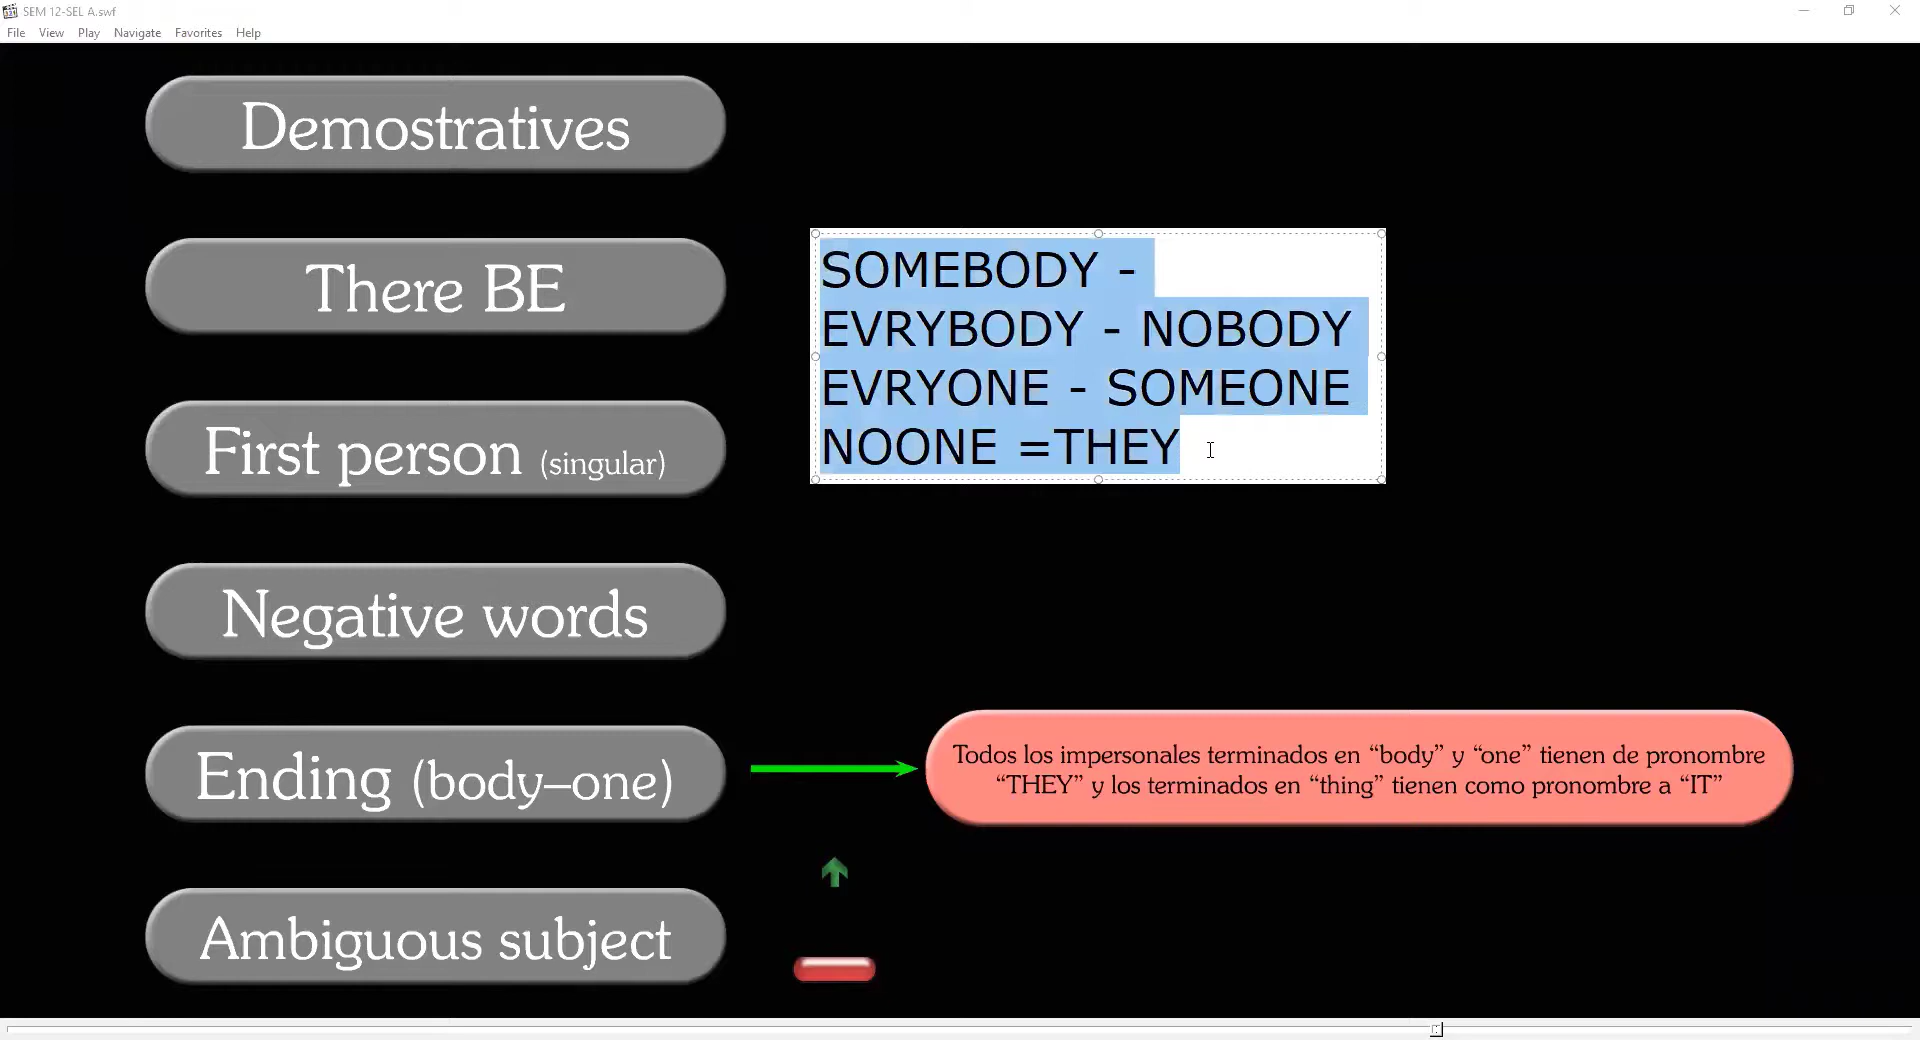 SEM 12-SEL A.swf
File View Play Navigate Favorites Help
Demostratives
There BE
First person (singular)
Negative words
Ending (body–one)
Ambiguous subject
SOMEBODY -
EVRYBODY - NOBODY
EVRYONE - SOMEONE
NOONE =THEY
Todos los impersonales terminados en “body” y “one” tienen de pronombre
“THEY” y los terminados en “thing” tienen como pronombre a “IT”